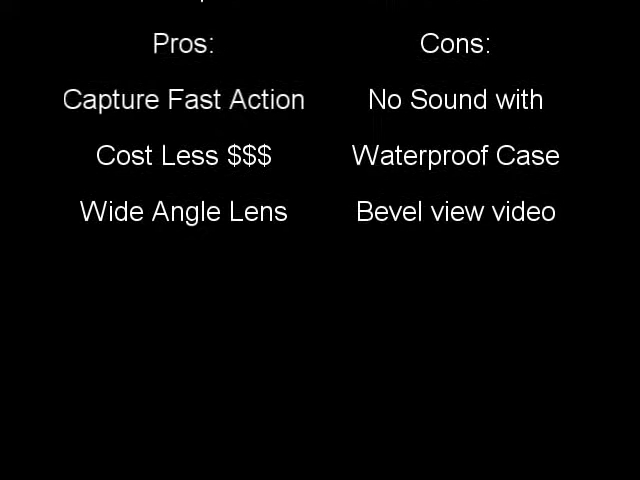 Pros:
Capture Fast Action
Cost Less $$$
Wide Angle Lens
Cons:
No Sound with
Waterproof Case
Bevel view video